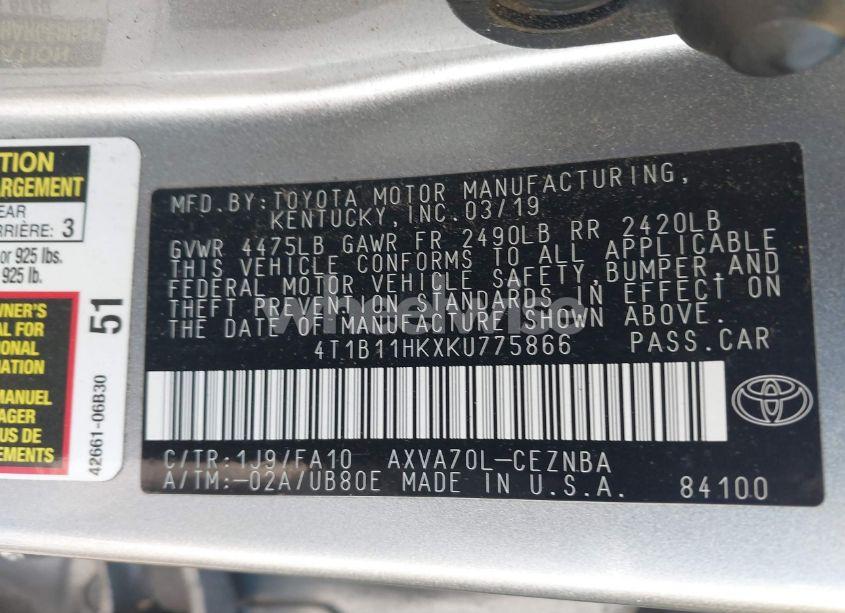 TION
ARGEMENT
EAR
RRIÈRE: 3
or 925 lbs.
925 lb.
WNER'S
AL FOR
IONAL
ATION
MANUEL
AGER
US DE
EMENTS
51
42661-06B30
MFD.BY:TOYOTA MOTOR MANUFACTURING,
KENTUCKY,INC.03/19
GVWR 4475LB GAWR FR 2490LB RR 2420LB
THIS VEHICLE CONFORMS TO ALL APPLICABLE
FEDERAL MOTOR VEHICLE SAFETY,BUMPER,AND
THEFT PREVENTION STANDARDS IN EFFECT ON
THE DATE OF MANUFACTURE SHOWN ABOVE.
4T1B11HKXKU775866 PASS.CAR
C/TR:1J9/FA10 AXVA70L-CEZNBA
A/TM:-02A/UB80E MADE IN U.S.A. 84100